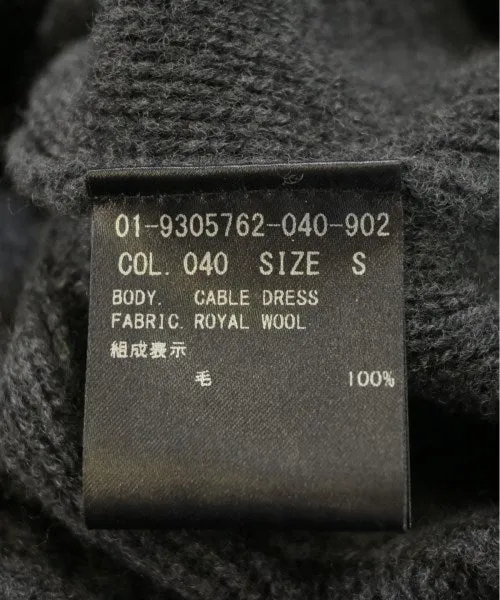 01-9305762-040-902
COL. 040 SIZE S
BODY. CABLE DRESS
FABRIC. ROYAL WOOL
組成表示
毛 100%